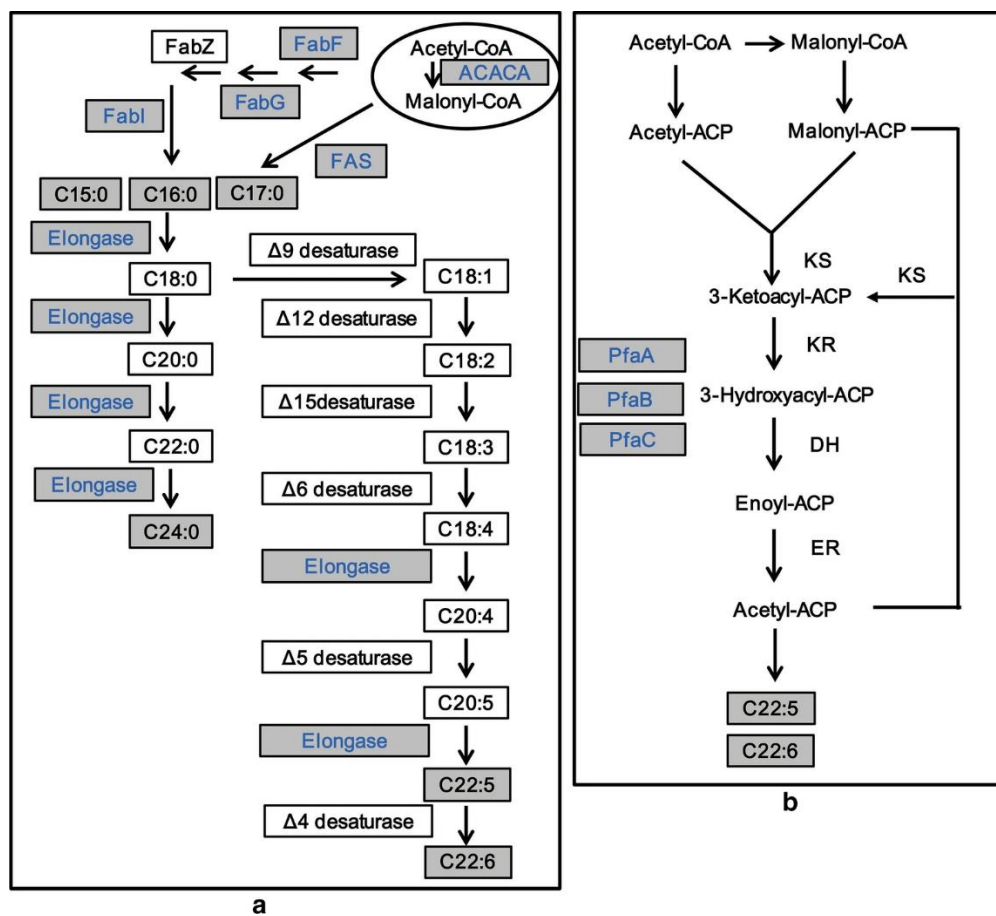 FabZ
FabF
Acetyl-CoA
ACACA
Malonyl-CoA
FabG
FabI
FAS
C15:0
C16:0
C17:0
Elongase
Δ9 desaturase
C18:0
C18:1
Elongase
Δ12 desaturase
C20:0
C18:2
Elongase
Δ15desaturase
C22:0
C18:3
Elongase
Δ6 desaturase
C24:0
C18:4
Elongase
C20:4
Δ5 desaturase
C20:5
Elongase
C22:5
Δ4 desaturase
C22:6
a
Acetyl-CoA
Malonyl-CoA
Acetyl-ACP
Malonyl-ACP
KS
KS
3-Ketoacyl-ACP
KR
PfaA
PfaB
3-Hydroxyacyl-ACP
PfaC
DH
Enoyl-ACP
ER
Acetyl-ACP
C22:5
C22:6
b